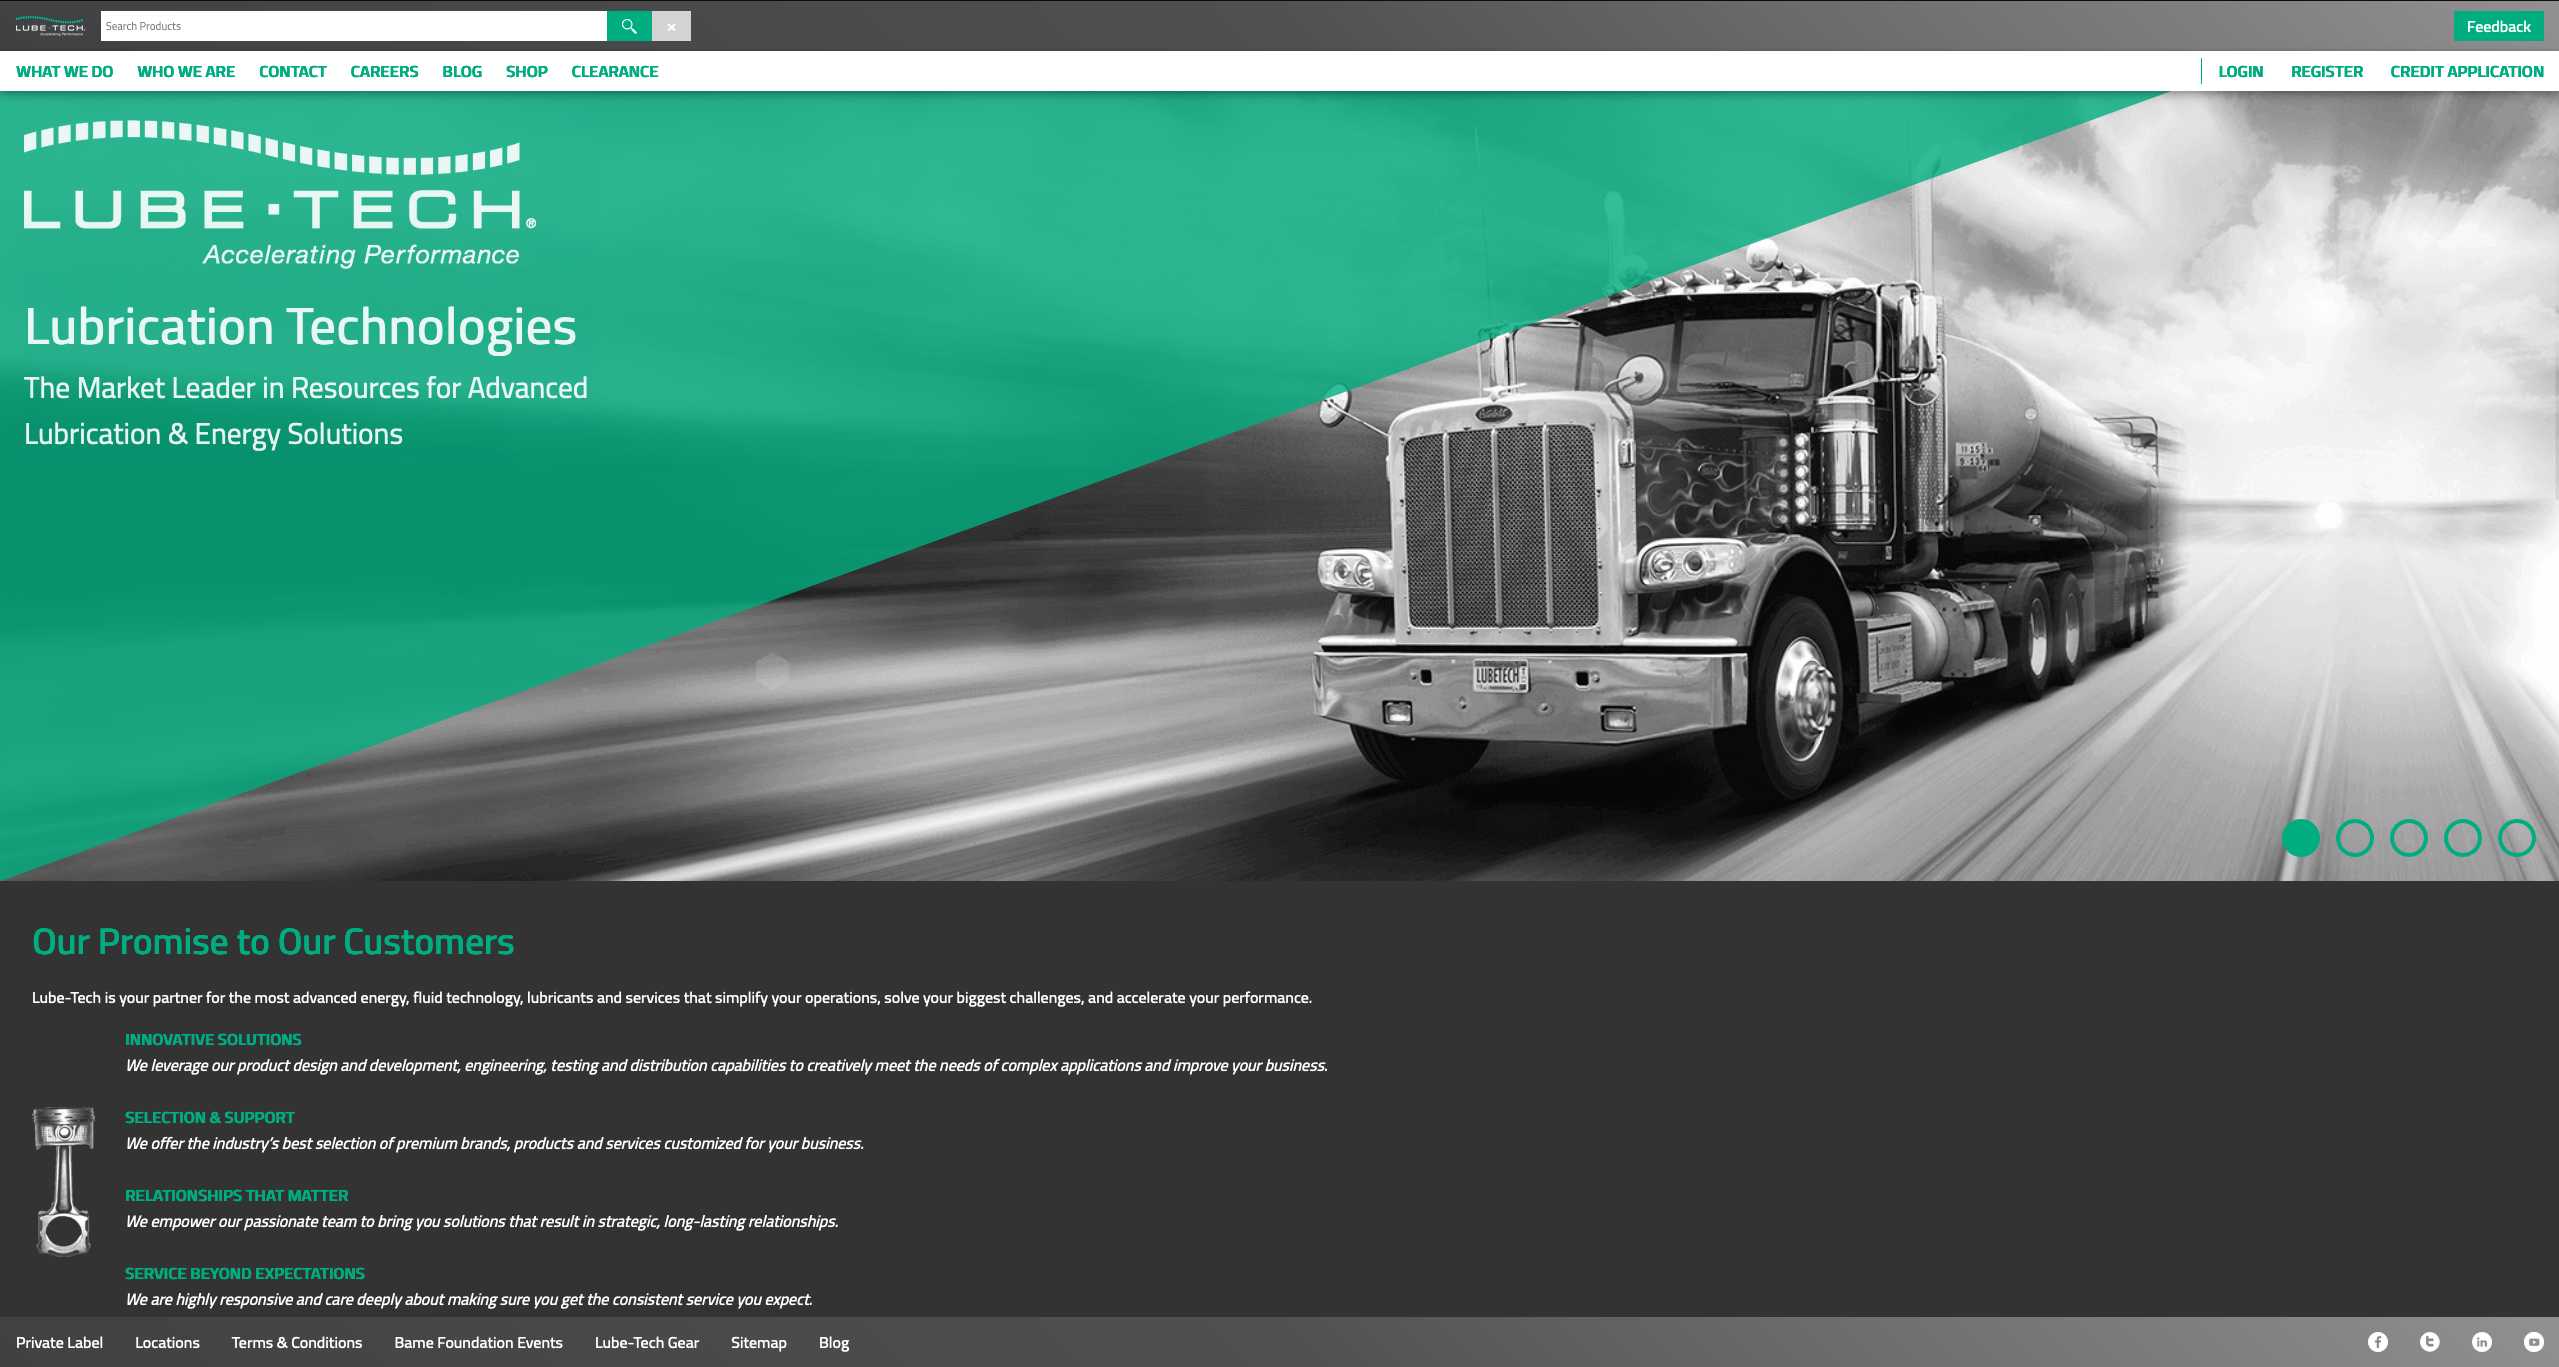 LUBE·TECH
Search Products
Feedback
WHAT WE DO
WHO WE ARE
CONTACT
CAREERS
BLOG
SHOP
CLEARANCE
LOGIN
REGISTER
CREDIT APPLICATION
LUBE·TECH®
Accelerating Performance
Lubrication Technologies
The Market Leader in Resources for Advanced
Lubrication & Energy Solutions
Peterbilt
LUBETECH
Our Promise to Our Customers
Lube-Tech is your partner for the most advanced energy, fluid technology, lubricants and services that simplify your operations, solve your biggest challenges, and accelerate your performance.
INNOVATIVE SOLUTIONS
We leverage our product design and development, engineering, testing and distribution capabilities to creatively meet the needs of complex applications and improve your business.
SELECTION & SUPPORT
We offer the industry's best selection of premium brands, products and services customized for your business.
RELATIONSHIPS THAT MATTER
We empower our passionate team to bring you solutions that result in strategic, long-lasting relationships.
SERVICE BEYOND EXPECTATIONS
We are highly responsive and care deeply about making sure you get the consistent service you expect.
Private Label
Locations
Terms & Conditions
Bame Foundation Events
Lube-Tech Gear
Sitemap
Blog